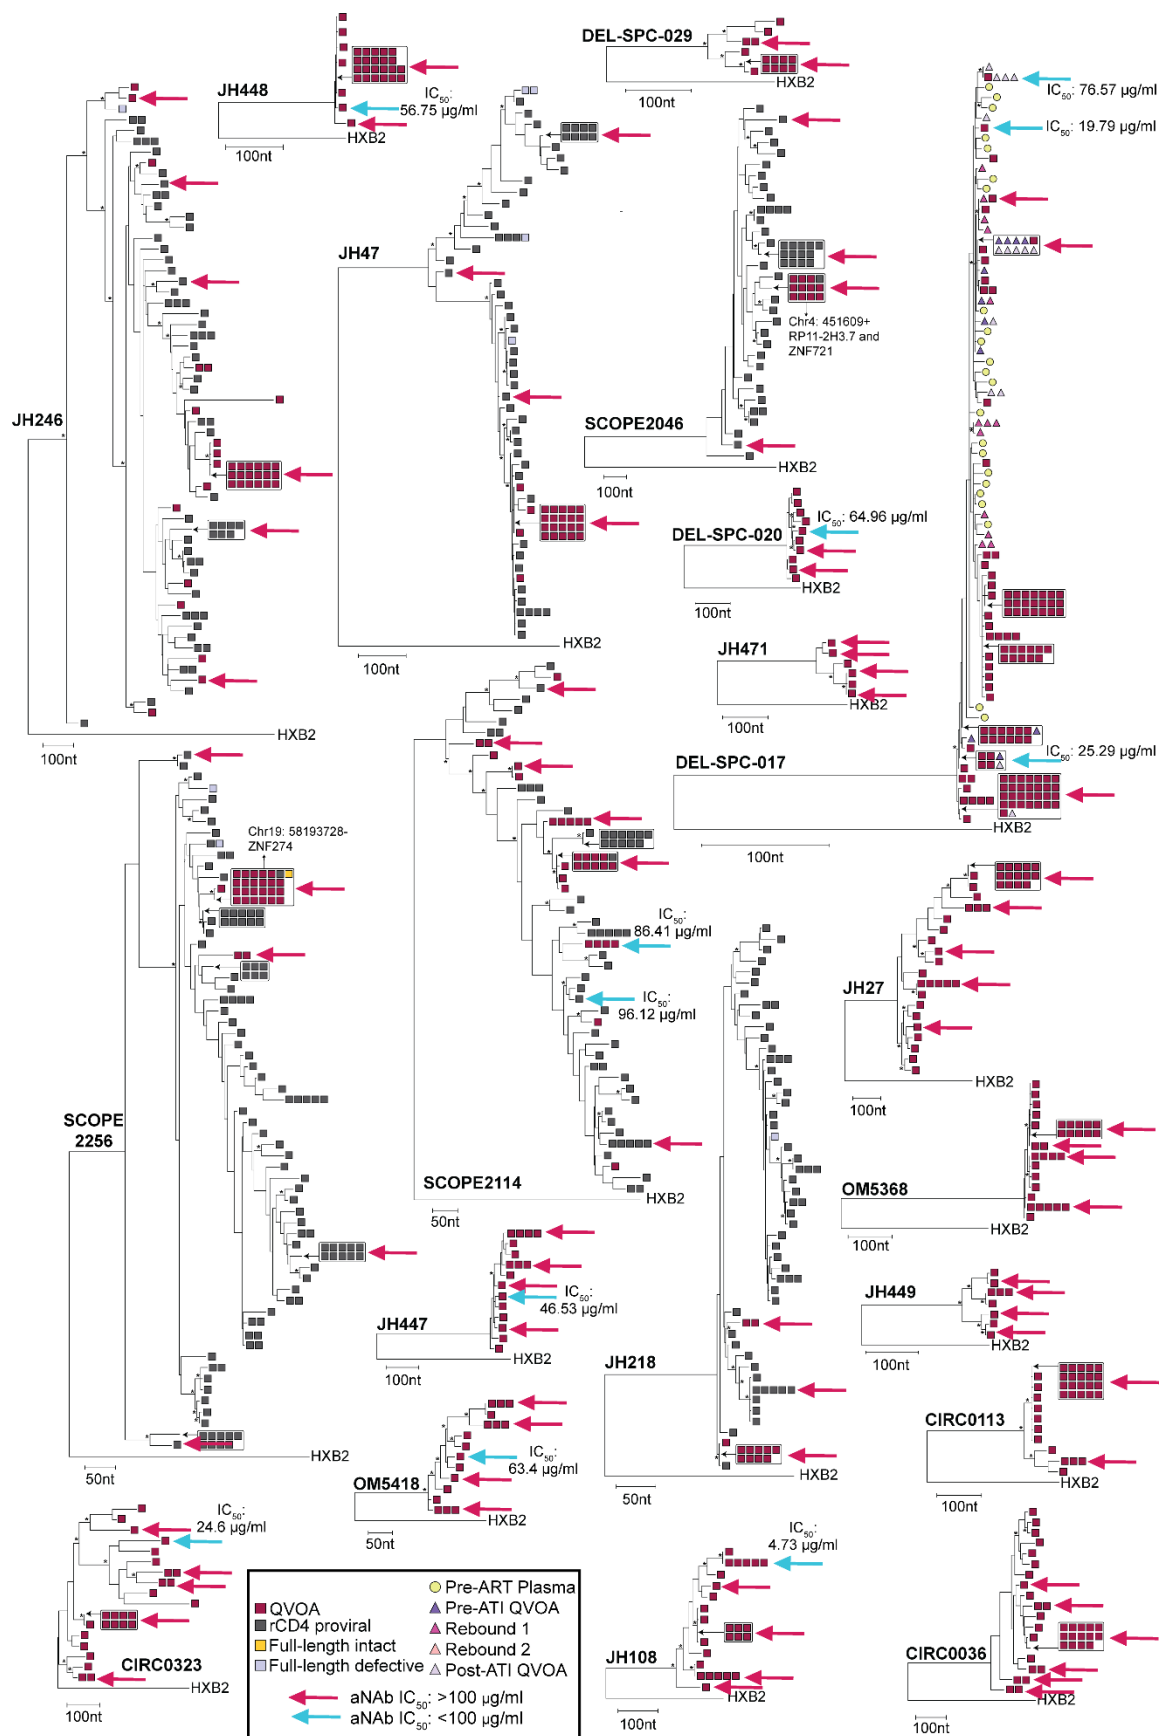 DEL-SPC-029
HXB2
100nt
JH448
IC50:
56.75 µg/ml
HXB2
100nt
IC50: 76.57 µg/ml
IC50: 19.79 µg/ml
JH47
HXB2
100nt
Chr4: 451609+
RP11-2H3.7 and
ZNF721
SCOPE2046
HXB2
100nt
JH246
HXB2
100nt
IC50: 64.96 µg/ml
DEL-SPC-020
HXB2
100nt
JH471
HXB2
100nt
IC50: 25.29 µg/ml
DEL-SPC-017
HXB2
100nt
Chr19: 58193728-
ZNF274
SCOPE
2256
HXB2
50nt
IC50:
86.41 µg/ml
IC50:
96.12 µg/ml
SCOPE2114
HXB2
50nt
JH27
HXB2
100nt
OM5368
HXB2
100nt
IC50:
46.53 µg/ml
JH447
HXB2
100nt
JH218
HXB2
50nt
JH449
HXB2
100nt
CIRC0113
HXB2
100nt
IC50:
63.4 µg/ml
OM5418
HXB2
50nt
IC50:
24.6 µg/ml
CIRC0323
HXB2
100nt
IC50:
4.73 µg/ml
JH108
HXB2
100nt
CIRC0036
HXB2
100nt
QVOA
rCD4 proviral
Full-length intact
Full-length defective
Pre-ART Plasma
Pre-ATI QVOA
Rebound 1
Rebound 2
Post-ATI QVOA
aNAb IC50: >100 µg/ml
aNAb IC50: <100 µg/ml